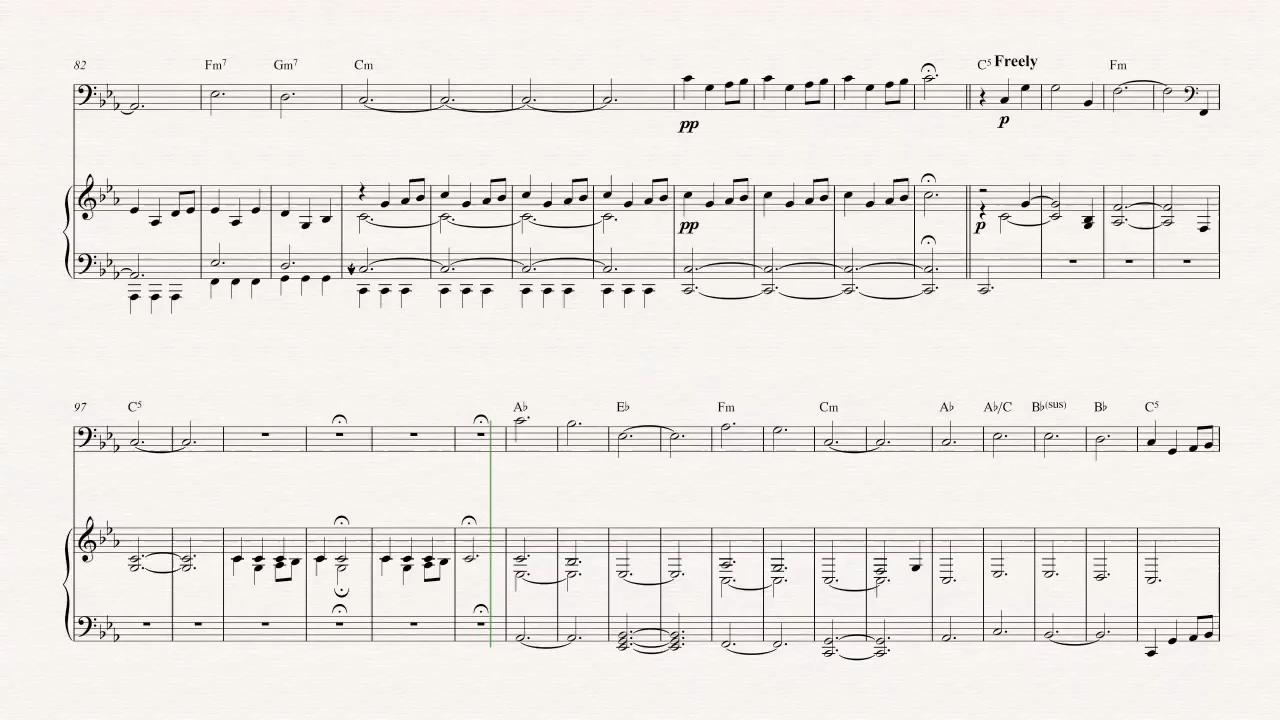 82 Fm7 Gm7 Cm C5 Freely Fm
pp p
pp p
97 C5 A♭ E♭ Fm Cm A♭ A♭/C B♭(sus) B♭ C5